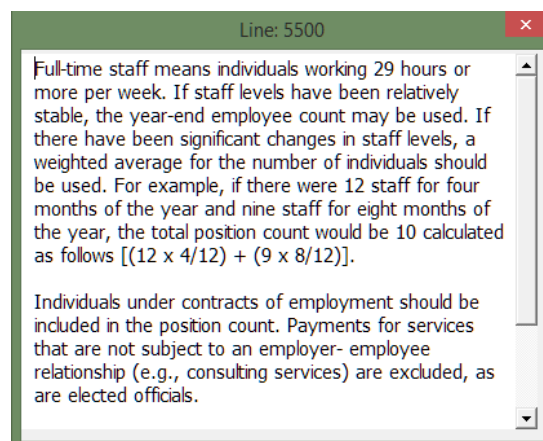 Line: 5500
Full-time staff means individuals working 29 hours or
more per week. If staff levels have been relatively
stable, the year-end employee count may be used. If
there have been significant changes in staff levels, a
weighted average for the number of individuals should
be used. For example, if there were 12 staff for four
months of the year and nine staff for eight months of
the year, the total position count would be 10 calculated
as follows [(12 x 4/12) + (9 x 8/12)].
Individuals under contracts of employment should be
included in the position count. Payments for services
that are not subject to an employer- employee
relationship (e.g., consulting services) are excluded, as
are elected officials.